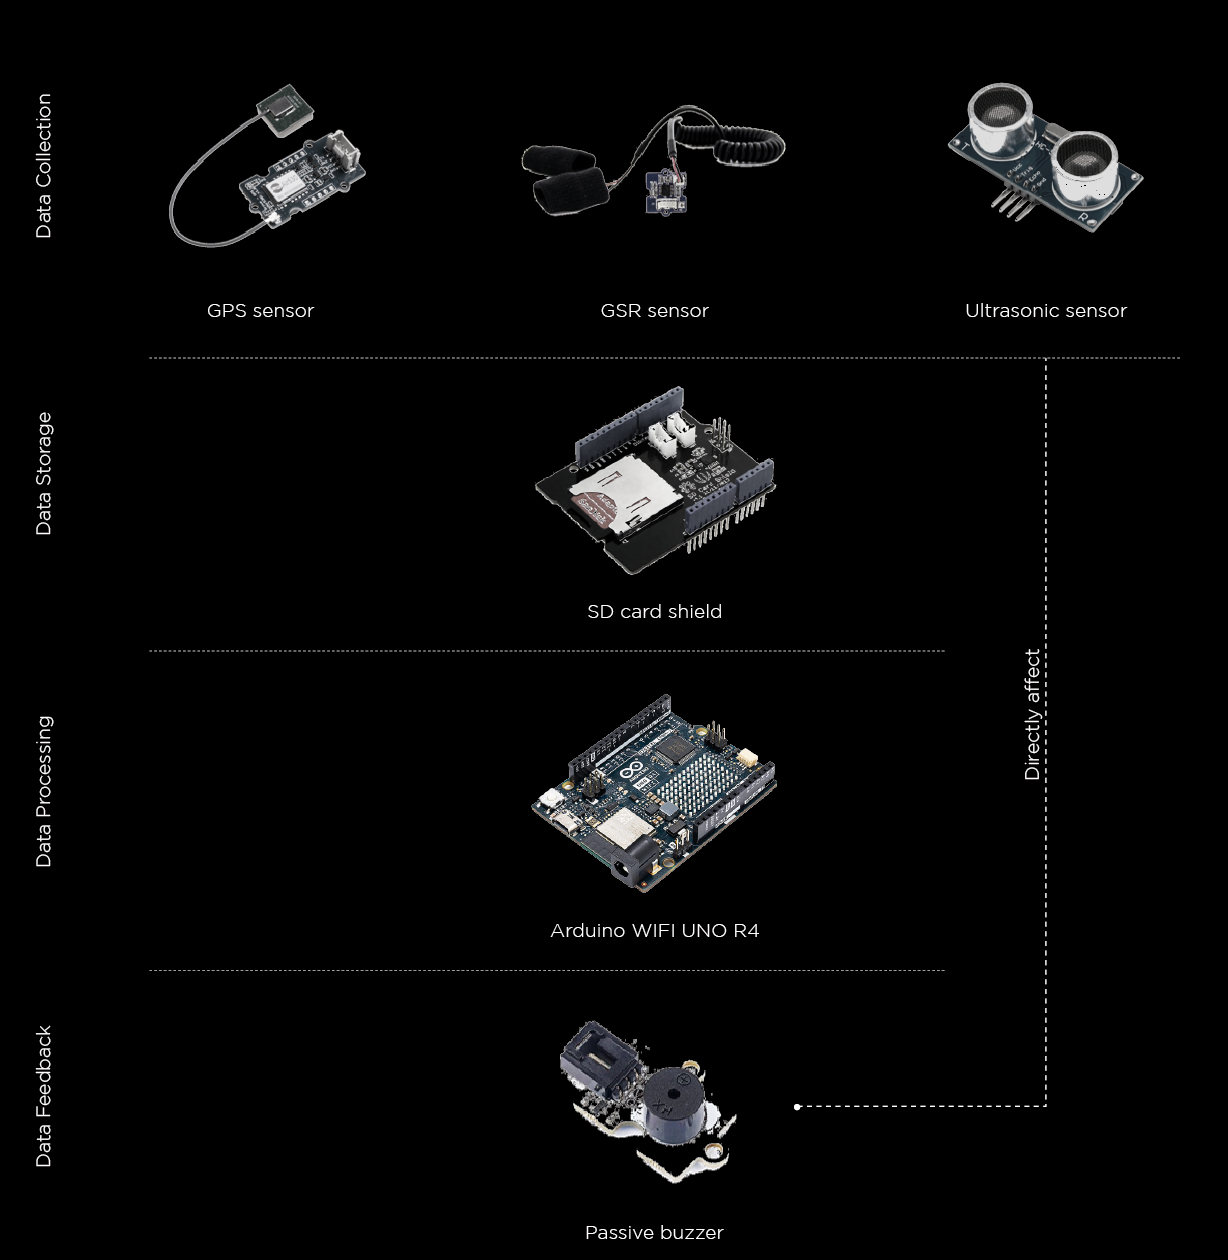 Data Collection
GPS sensor
GSR sensor
Ultrasonic sensor
Data Storage
SD card shield
Directly affect
Data Processing
Arduino WIFI UNO R4
Data Feedback
Passive buzzer